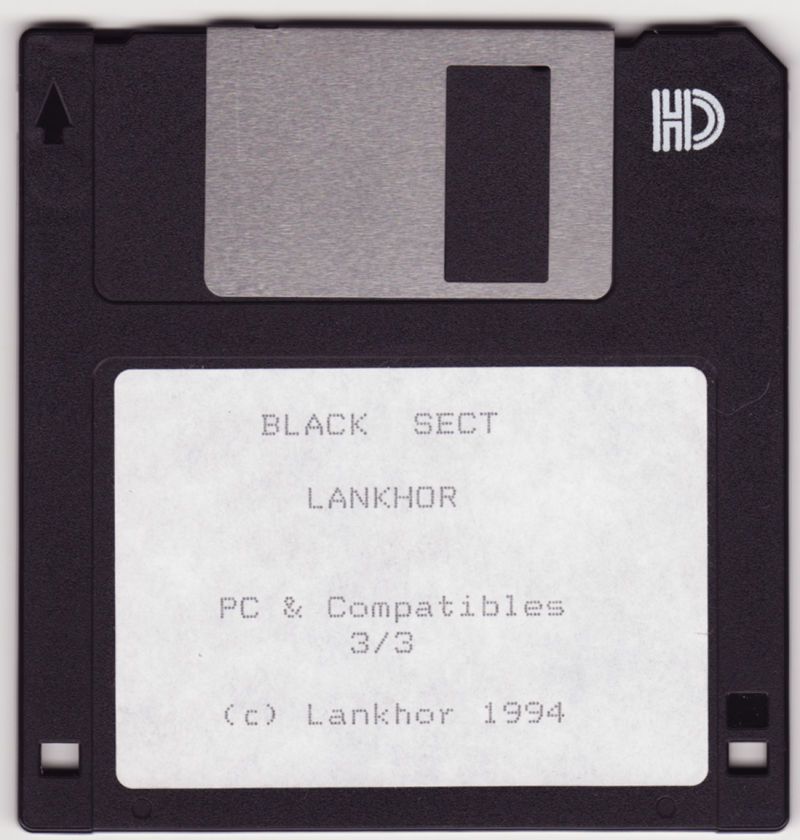 HD
BLACK SECT
LANKHOR
PC & Compatibles
3/3
(c) Lankhor 1994